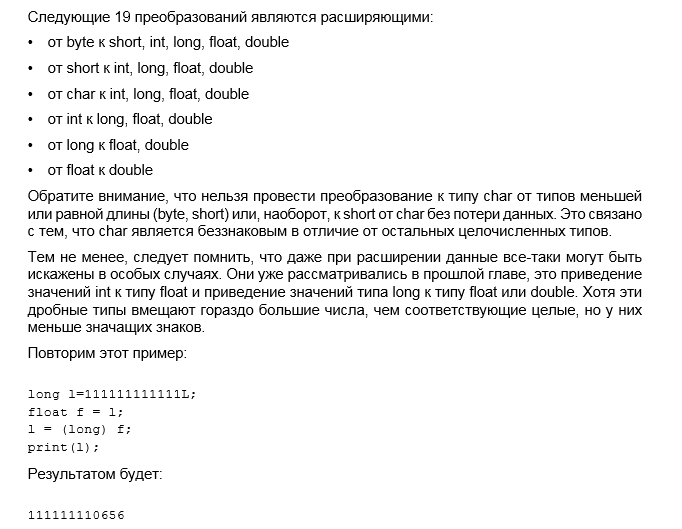 Следующие 19 преобразований являются расширяющими:
• от byte к short, int, long, float, double
• от short к int, long, float, double
• от char к int, long, float, double
• от int к long, float, double
• от long к float, double
• от float к double
Обратите внимание, что нельзя провести преобразование к типу char от типов меньшей
или равной длины (byte, short) или, наоборот, к short от char без потери данных. Это связано
с тем, что char является беззнаковым в отличие от остальных целочисленных типов.
Тем не менее, следует помнить, что даже при расширении данные все-таки могут быть
искажены в особых случаях. Они уже рассматривались в прошлой главе, это приведение
значений int к типу float и приведение значений типа long к типу float или double. Хотя эти
дробные типы вмещают гораздо большие числа, чем соответствующие целые, но у них
меньше значащих знаков.
Повторим этот пример:
long l=111111111111L;
float f = l;
l = (long) f;
print(l);
Результатом будет:
111111110656